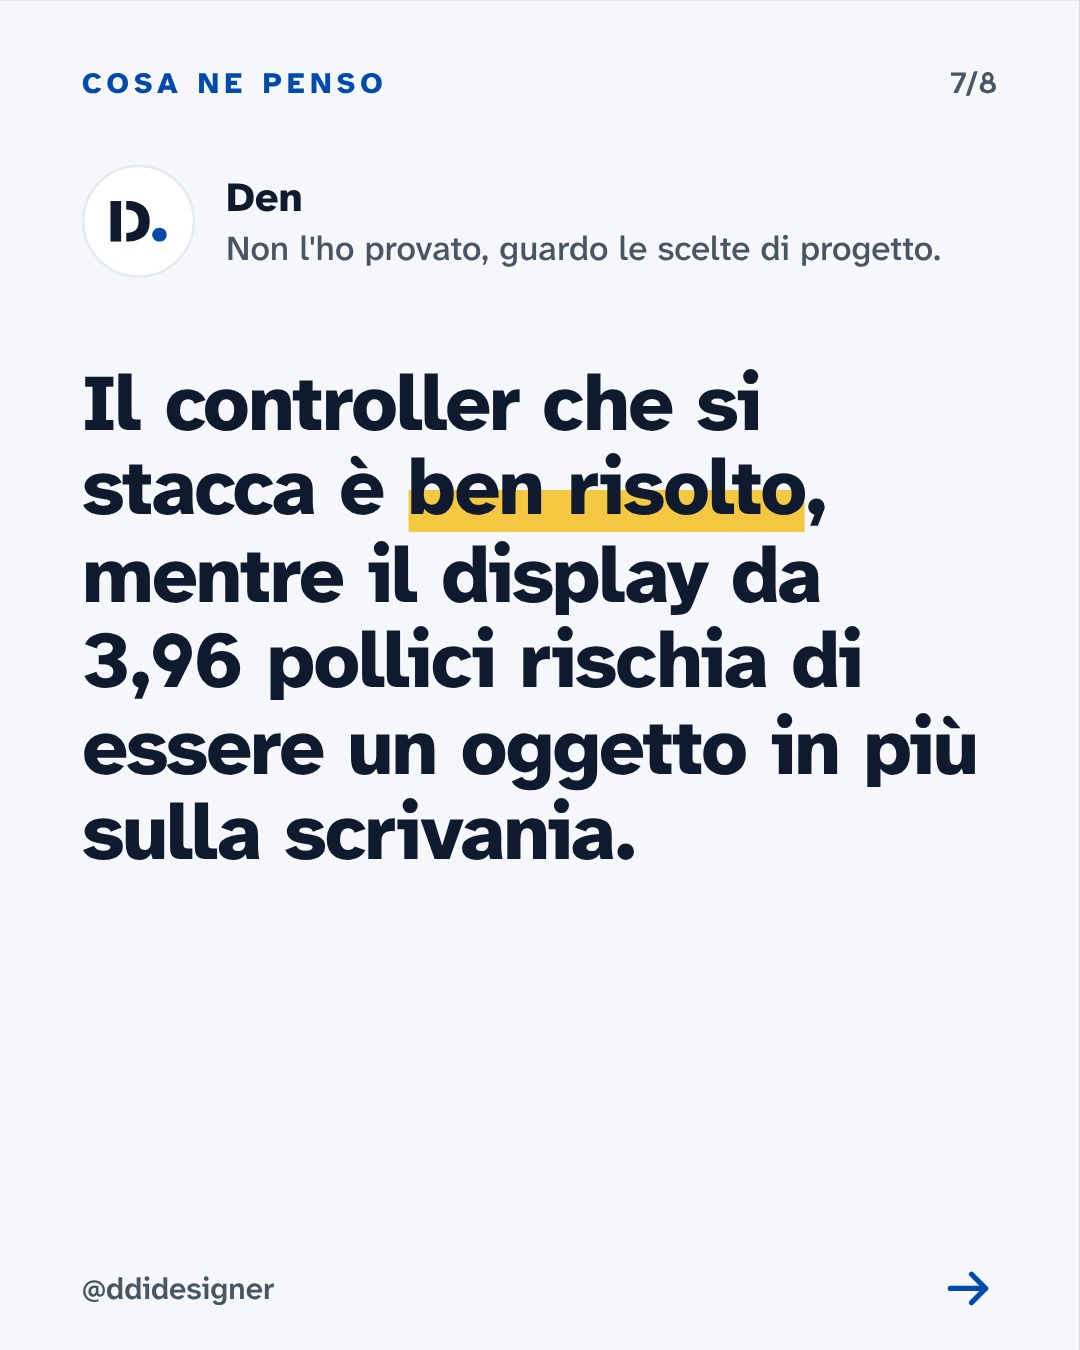 COSA NE PENSO
7/8
D.
Den
Non l'ho provato, guardo le scelte di progetto.
Il controller che si
stacca è ben risolto,
mentre il display da
3,96 pollici rischia di
essere un oggetto in più
sulla scrivania.
@ddidesigner